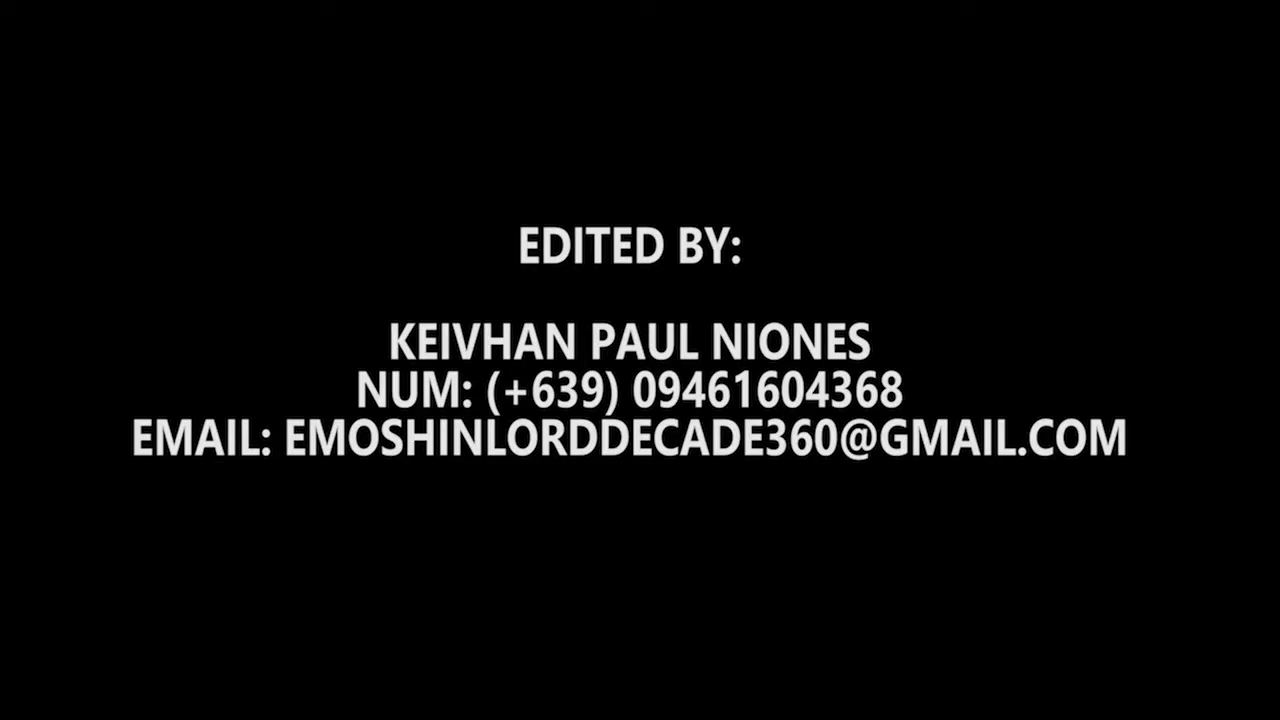 EDITED BY:
KEIVHAN PAUL NIONES
NUM: (+639) 09461604368
EMAIL: EMOSHINLORDDECADE360@GMAIL.COM